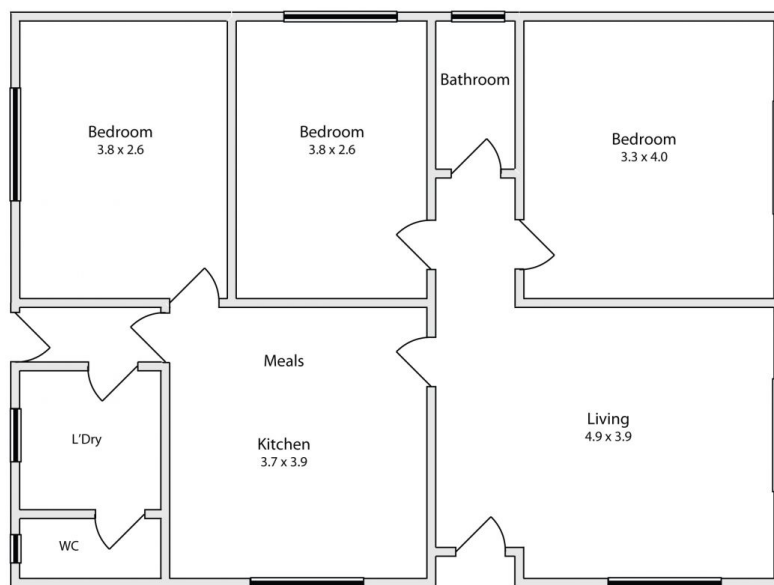 Bedroom
3.8 x 2.6
Bedroom
3.8 x 2.6
Bathroom
Bedroom
3.3 x 4.0
Meals
L'Dry
Kitchen
3.7 x 3.9
Living
4.9 x 3.9
WC